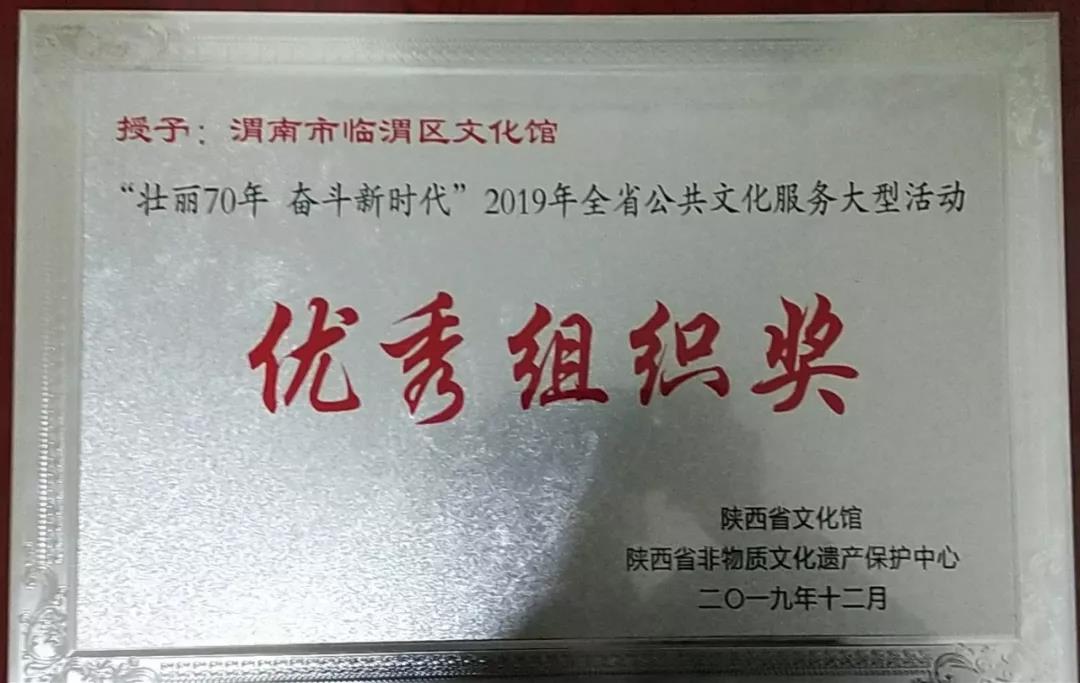 授予：渭南市临渭区文化馆
“壮丽70年 奋斗新时代”2019年全省公共文化服务大型活动
优秀组织奖
陕西省文化馆
陕西省非物质文化遗产保护中心
二〇一九年十二月